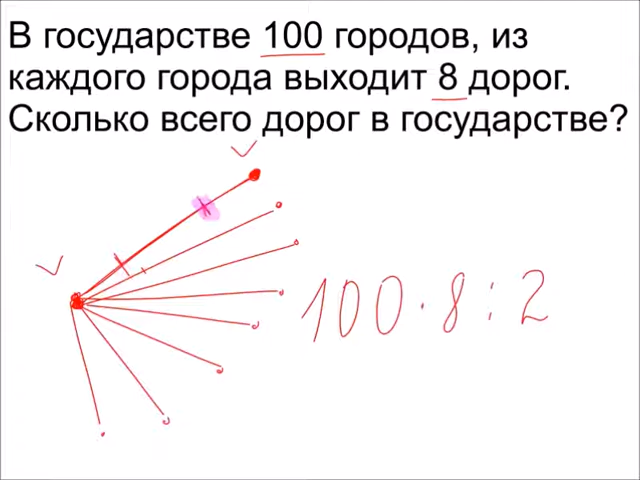 В государстве 100 городов, из
каждого города выходит 8 дорог.
Сколько всего дорог в государстве?
100 · 8 : 2